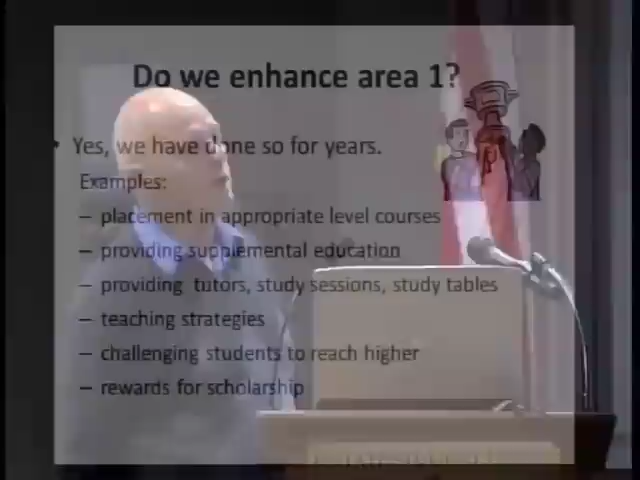 Do we enhance area 1?
• Yes, we have done so for years.
Examples:
– placement in appropriate level courses
– providing supplemental education
– providing tutors, study sessions, study tables
– teaching strategies
– challenging students to reach higher
– rewards for scholarship